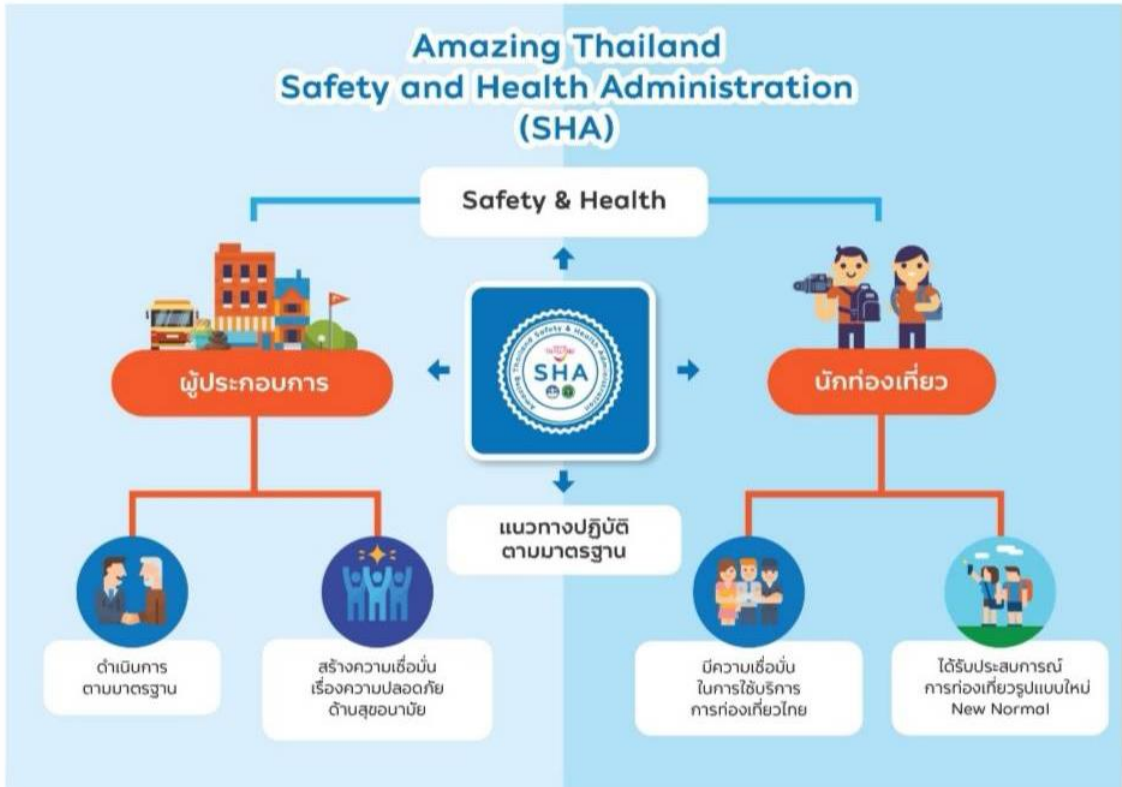 Amazing Thailand
Safety and Health Administration
(SHA)
Safety & Health
Amazing Thailand Safety & Health Administration
SHA
ผู้ประกอบการ
นักท่องเที่ยว
แนวทางปฏิบัติ
ตามมาตรฐาน
ดำเนินการ
ตามมาตรฐาน
สร้างความเชื่อมั่น
เรื่องความปลอดภัย
ด้านสุขอนามัย
มีความเชื่อมั่น
ในการใช้บริการ
การท่องเที่ยวไทย
ได้รับประสบการณ์
การท่องเที่ยวรูปแบบใหม่
New Normal